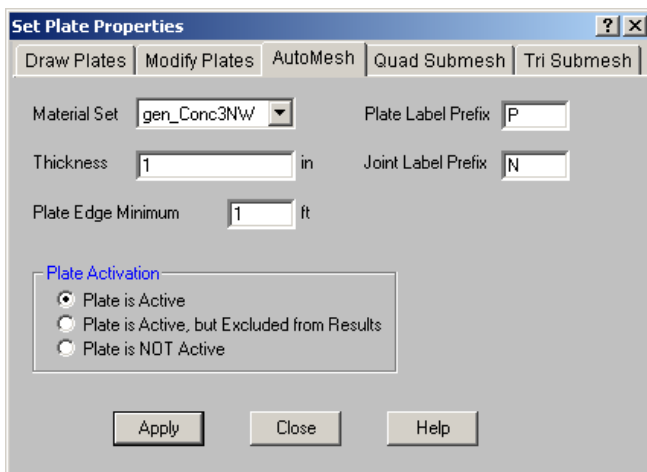 Set Plate Properties
Draw Plates Modify Plates AutoMesh Quad Submesh Tri Submesh
Material Set gen_Conc3NW Plate Label Prefix P
Thickness 1 in Joint Label Prefix N
Plate Edge Minimum 1 ft
Plate Activation
Plate is Active
Plate is Active, but Excluded from Results
Plate is NOT Active
Apply Close Help